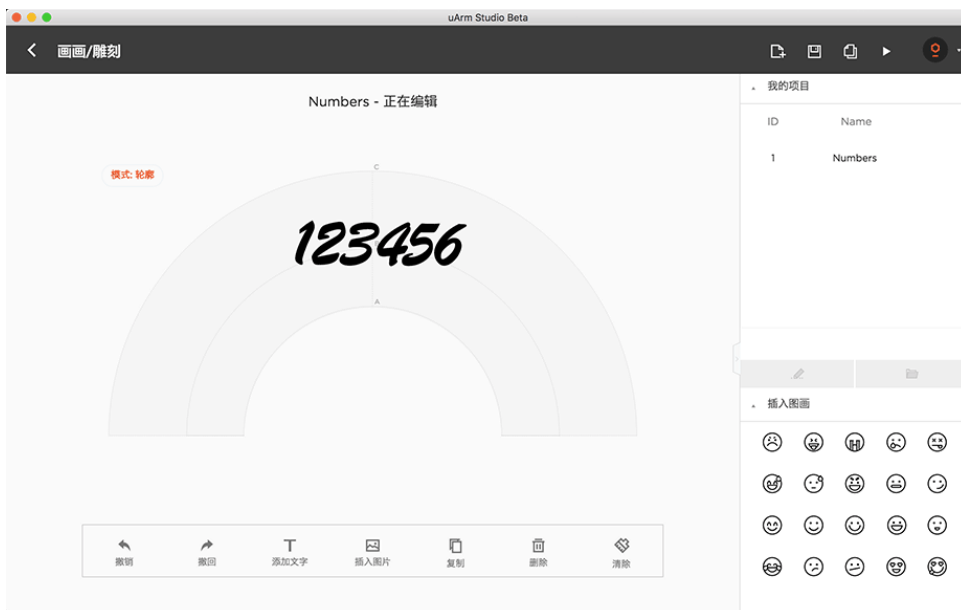 uArm Studio Beta
画画/雕刻
Numbers - 正在编辑
模式: 轮廓
C
A
123456
我的项目
ID Name
1 Numbers
插入图画
撤销 撤回 添加文字 插入图片 复制 删除 清除